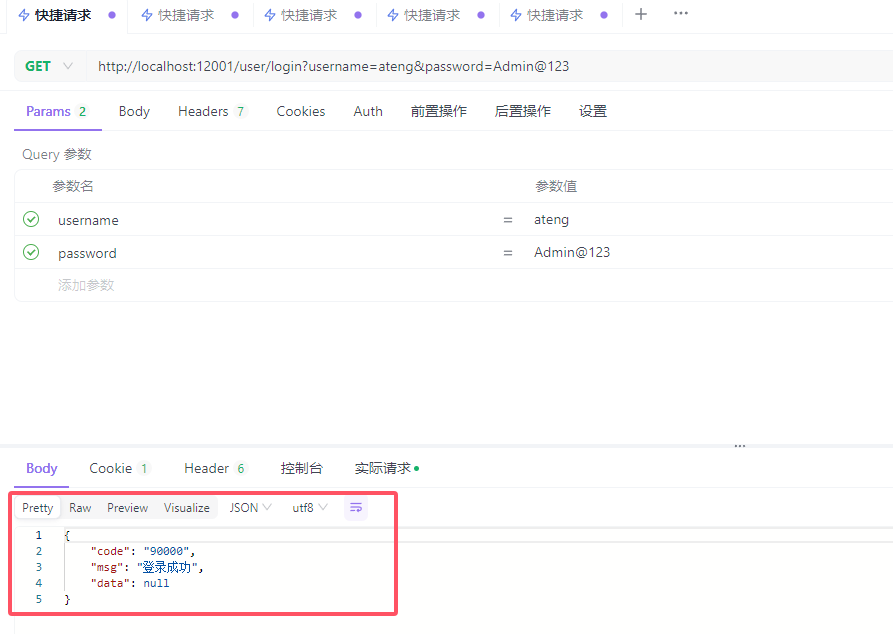 快捷请求 快捷请求 快捷请求 快捷请求 快捷请求
GET http://localhost:12001/user/login?username=ateng&password=Admin@123
Params 2 Body Headers 7 Cookies Auth 前置操作 后置操作 设置
Query 参数
参数名 参数值
username = ateng
password = Admin@123
添加参数
Body Cookie 1 Header 6 控制台 实际请求
Pretty Raw Preview Visualize JSON utf8
1 {
2 "code": "90000",
3 "msg": "登录成功",
4 "data": null
5 }